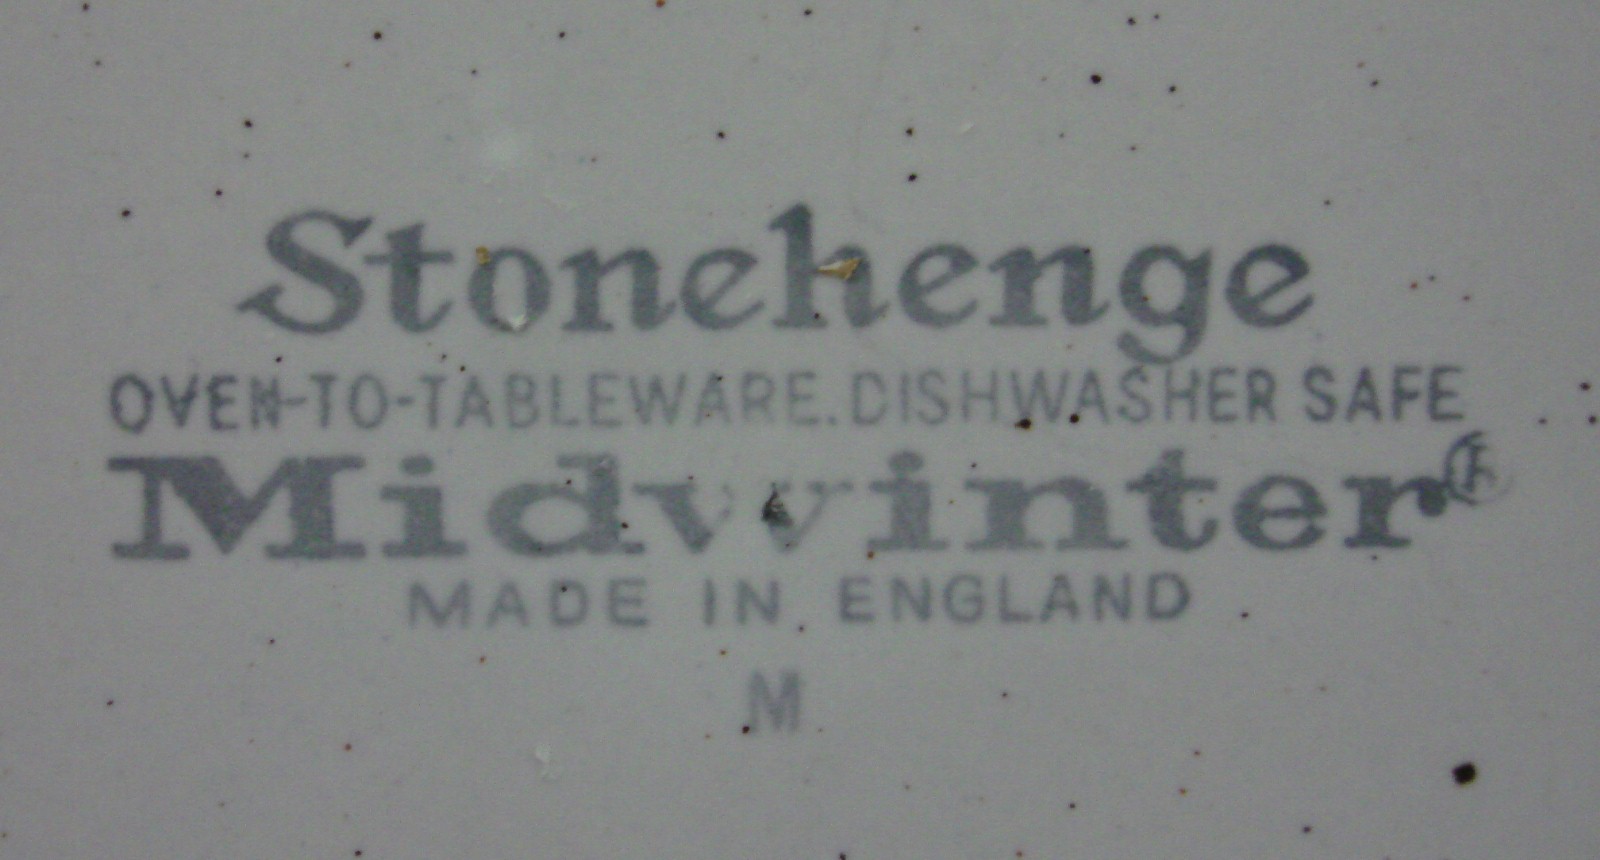 Stonehenge
OVEN-TO-TABLEWARE. DISHWASHER SAFE
Midwinter®
MADE IN ENGLAND
M